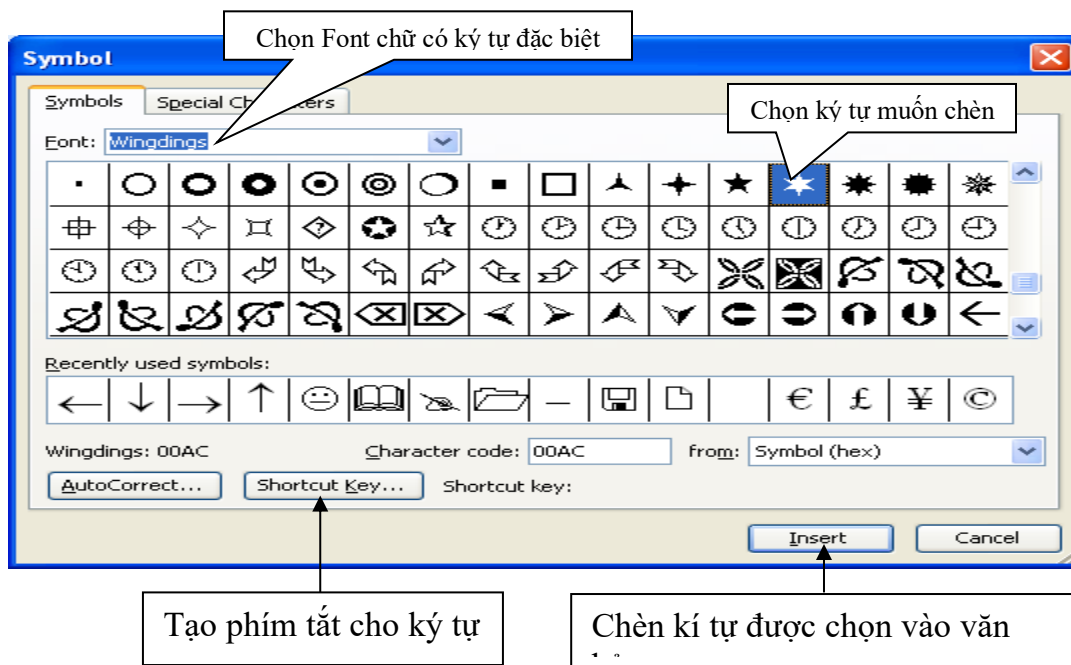 Chọn Font chữ có ký tự đặc biệt
Symbol
Symbols
Special
Chọn ký tự muốn chèn
Font: Wingdings
Recently used symbols:
€ £ ¥ ©
Wingdings: 00AC
Character code: 00AC
from: Symbol (hex)
AutoCorrect...
Shortcut Key...
Shortcut key:
Insert
Cancel
Tạo phím tắt cho ký tự
Chèn kí tự được chọn vào văn